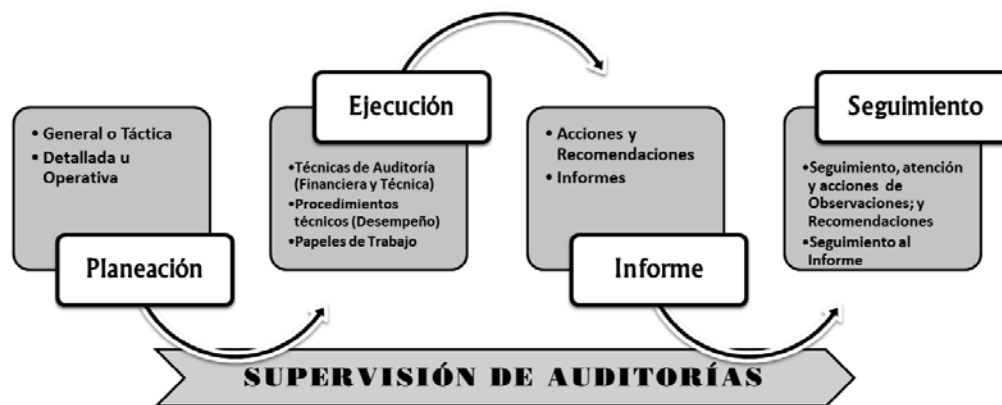 • General o Táctica
• Detallada u
Operativa
Planeación
Ejecución
•Técnicas de Auditoría
(Financiera y Técnica)
•Procedimientos
técnicos (Desempeño)
•Papeles de Trabajo
• Acciones y
Recomendaciones
• Informes
Informe
Seguimiento
•Seguimiento, atención
y acciones de
Observaciones; y
Recomendaciones
•Seguimiento al
Informe
SUPERVISIÓN DE AUDITORÍAS